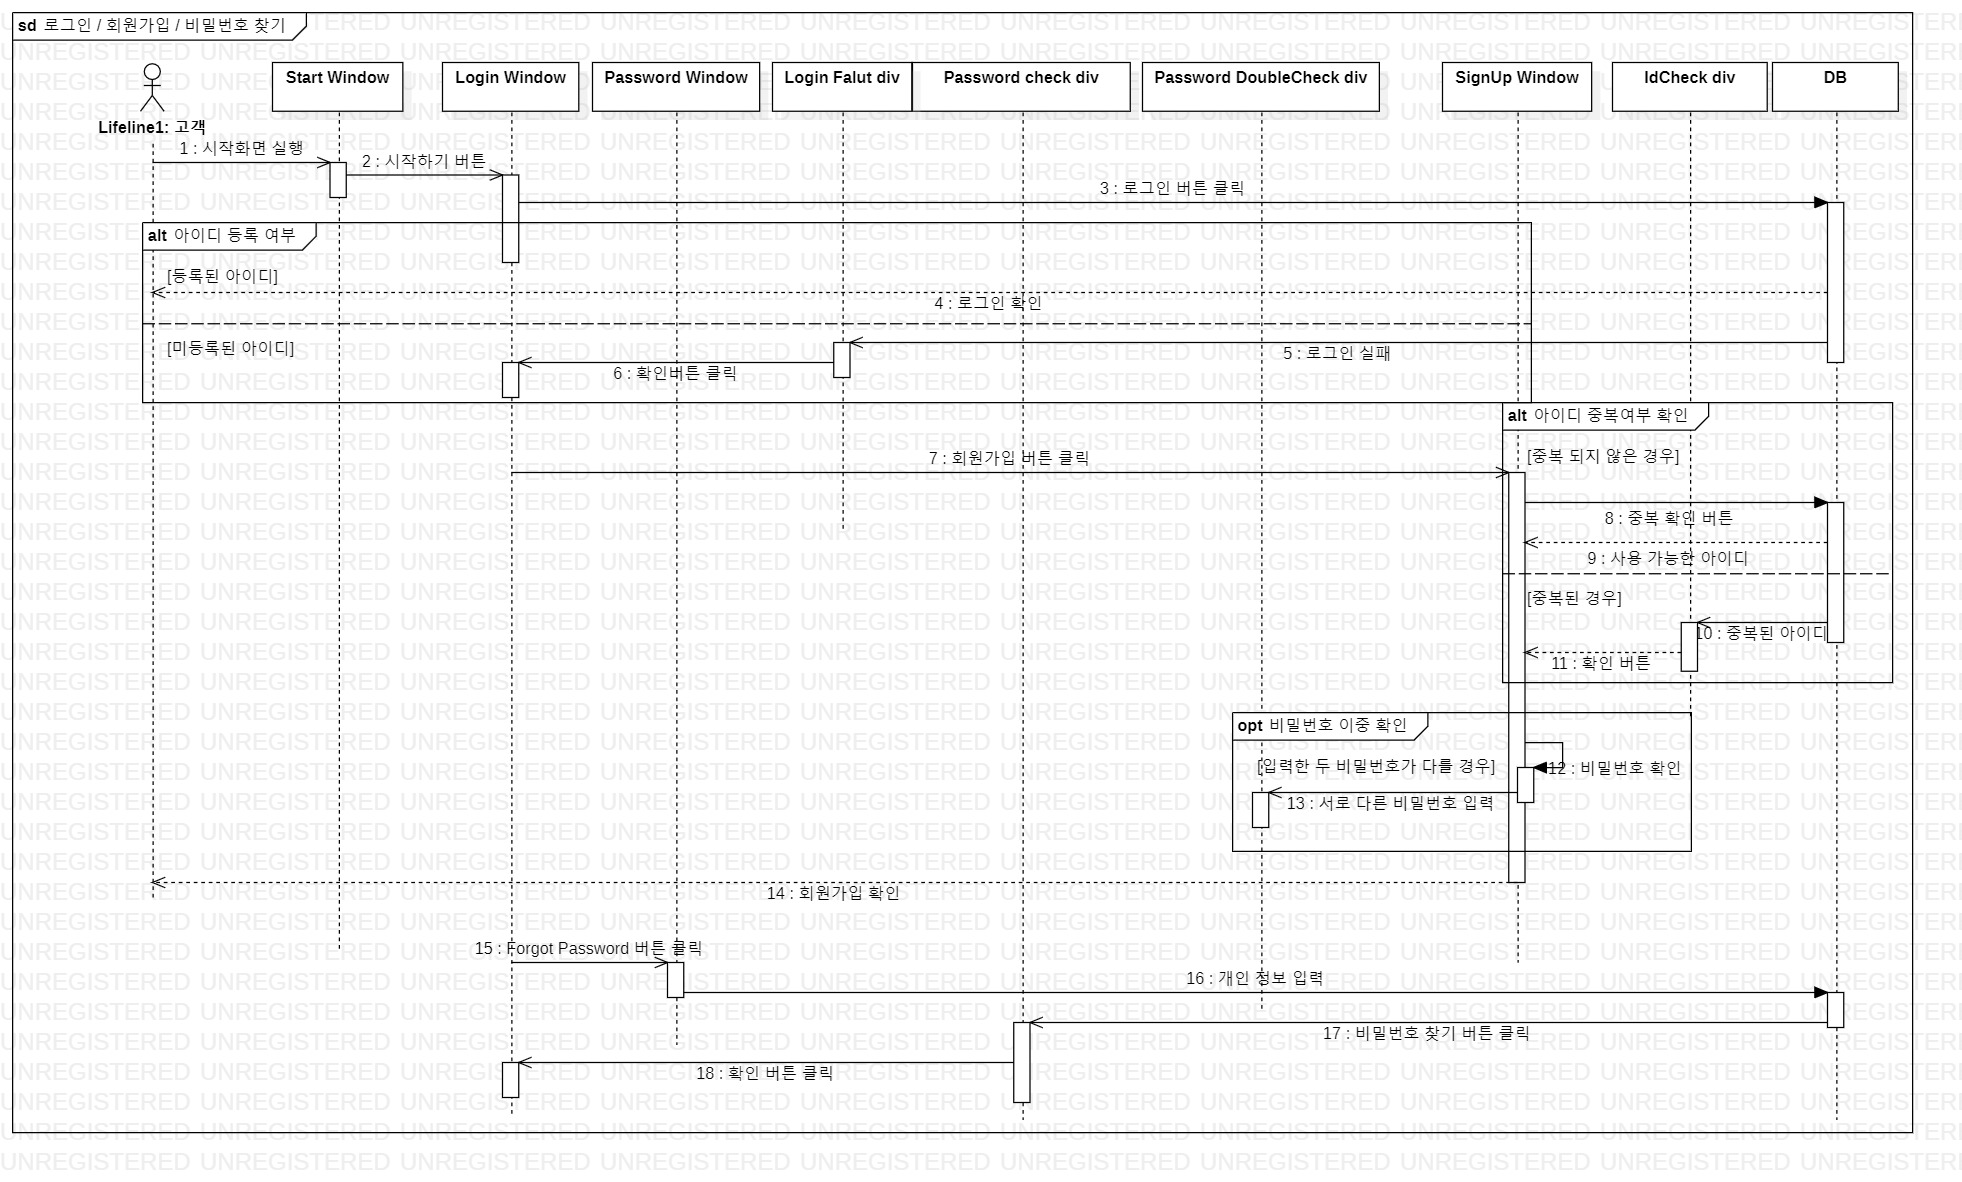 sd 로그인 / 회원가입 / 비밀번호 찾기
Start Window
Login Window
Password Window
Login Falut div
Password check div
Password DoubleCheck div
SignUp Window
IdCheck div
DB
Lifeline1: 고객
1 : 시작화면 실행
2 : 시작하기 버튼
3 : 로그인 버튼 클릭
alt 아이디 등록 여부
[등록된 아이디]
4 : 로그인 확인
[미등록된 아이디]
5 : 로그인 실패
6 : 확인버튼 클릭
alt 아이디 중복여부 확인
[중복 되지 않은 경우]
7 : 회원가입 버튼 클릭
8 : 중복 확인 버튼
9 : 사용 가능한 아이디
[중복된 경우]
10 : 중복된 아이디
11 : 확인 버튼
opt 비밀번호 이중 확인
[입력한 두 비밀번호가 다를 경우]
12 : 비밀번호 확인
13 : 서로 다른 비밀번호 입력
14 : 회원가입 확인
15 : Forgot Password 버튼 클릭
16 : 개인 정보 입력
17 : 비밀번호 찾기 버튼 클릭
18 : 확인 버튼 클릭
UNREGISTERED